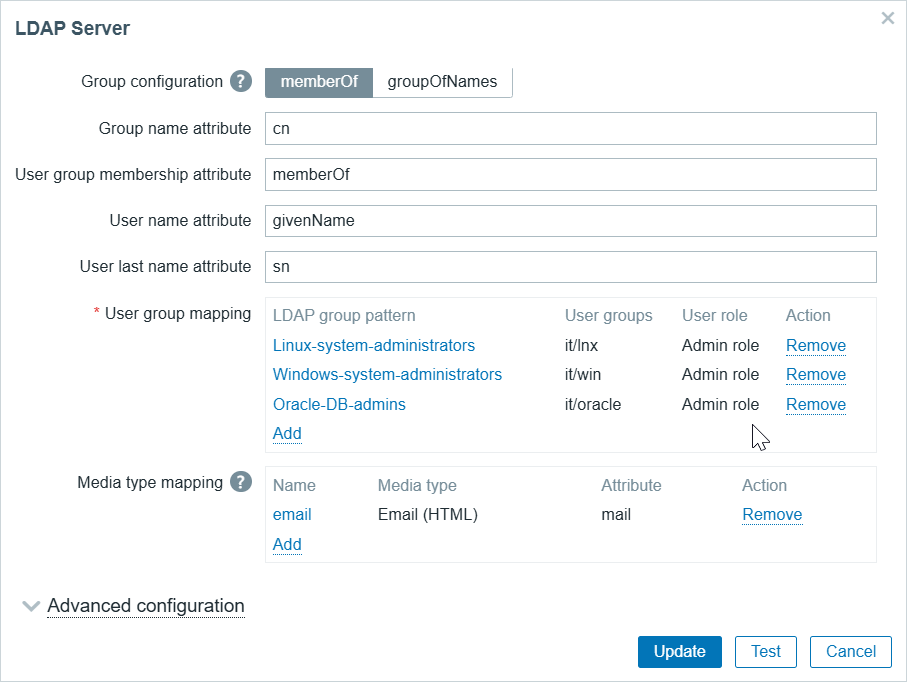 LDAP Server
Group configuration ? memberOf groupOfNames
Group name attribute cn
User group membership attribute memberOf
User name attribute givenName
User last name attribute sn
* User group mapping LDAP group pattern User groups User role Action
Linux-system-administrators it/lnx Admin role Remove
Windows-system-administrators it/win Admin role Remove
Oracle-DB-admins it/oracle Admin role Remove
Add
Media type mapping ? Name Media type Attribute Action
email Email (HTML) mail Remove
Add
Advanced configuration
Update Test Cancel